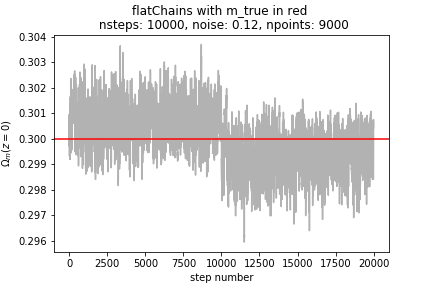 flatChains with m_true in red
nsteps: 10000, noise: 0.12, npoints: 9000
0.304
0.303
0.302
0.301
0.300
0.299
0.298
0.297
0.296
Ωm(z = 0)
0 2500 5000 7500 10000 12500 15000 17500 20000
step number